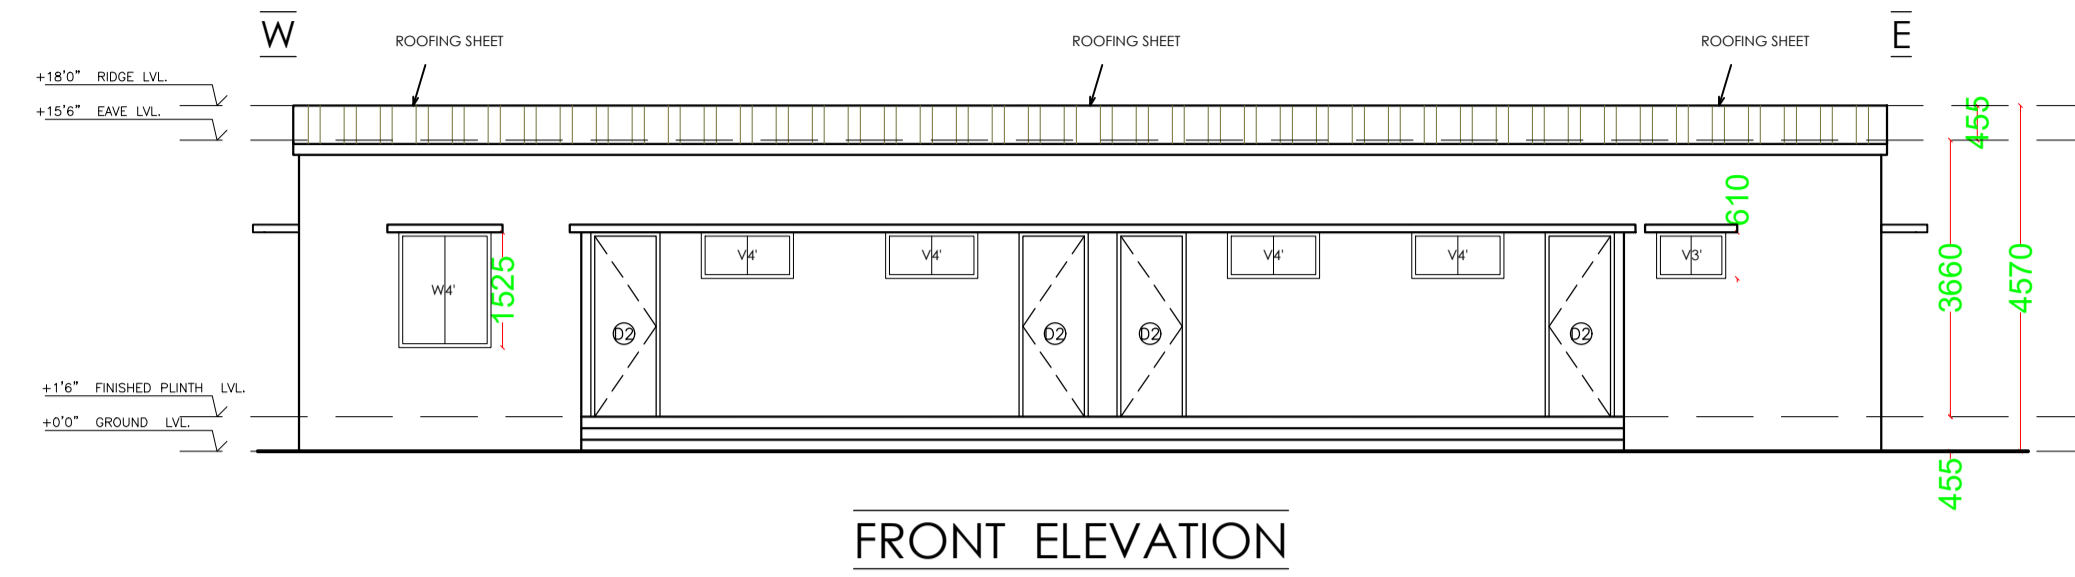 W
E
ROOFING SHEET
ROOFING SHEET
ROOFING SHEET
+18'0" RIDGE LVL.
+15'6" EAVE LVL.
455
610
V4'
V4'
V4'
V4'
V3'
W4'
1525
3660
4570
D2
D2
D2
D2
+1'6" FINISHED PLINTH LVL.
+0'0" GROUND LVL.
455
FRONT ELEVATION